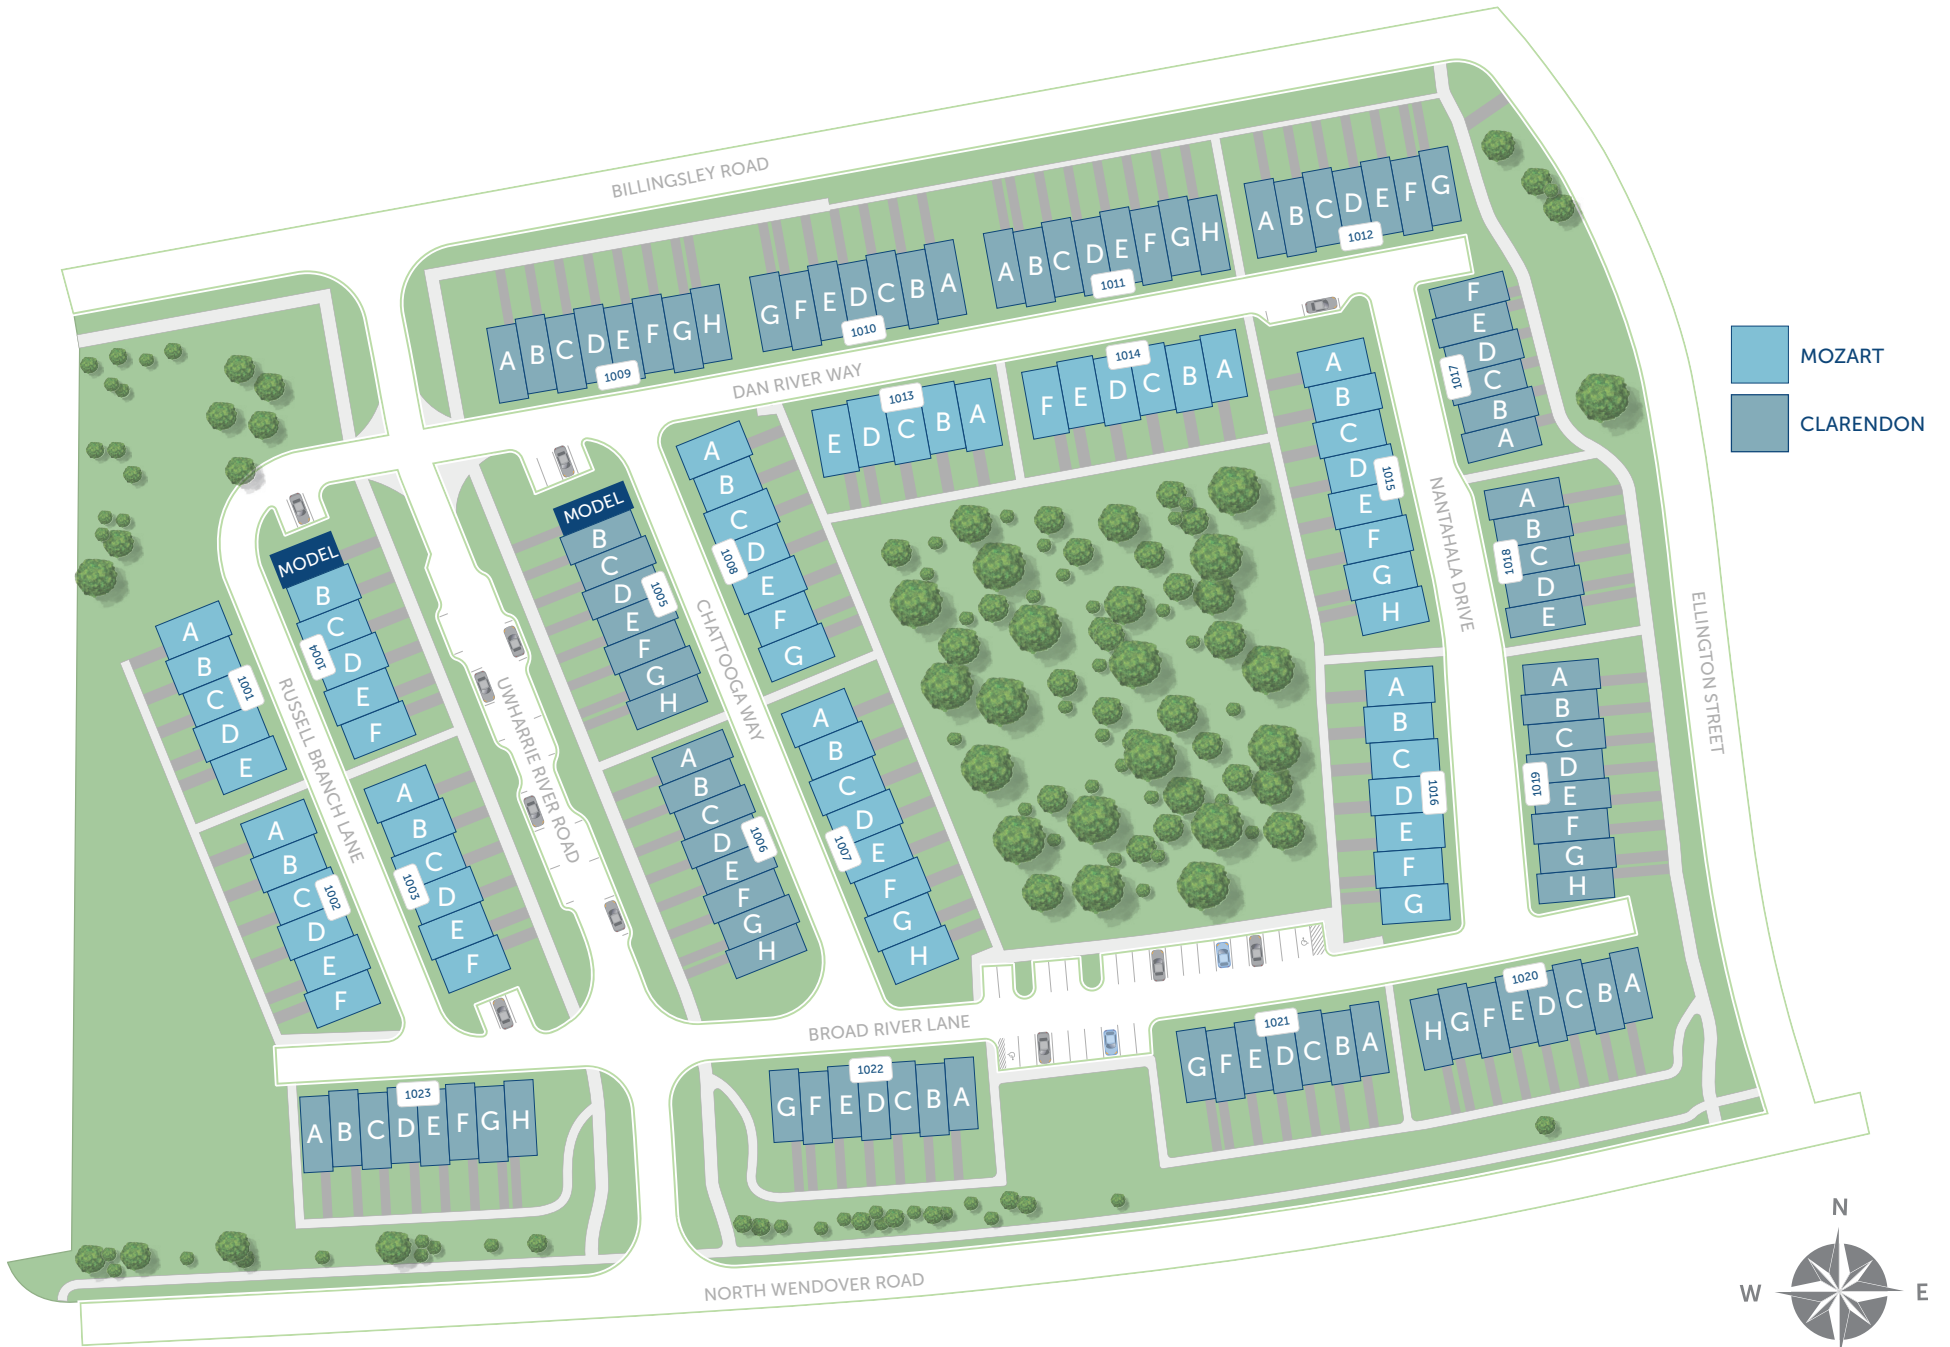 BILLINGSLEY ROAD
A B C D E F G
1012
A B C D E F G H
1011
G F E D C B A
1010
A B C D E F G H
1009
DAN RIVER WAY
F
E
D
C
B
A
1017
MOZART
CLARENDON
E D C B A
1013
F E D C B A
1014
A
B
C
D
E
F
G
H
1015
NANTAHALA DRIVE
A
B
C
D
E
1018
ELLINGTON STREET
MODEL
B
C
D
E
F
1004
MODEL
B
C
D
E
F
G
H
1005
A
B
C
D
E
F
G
1008
CHATTOOGA WAY
A
B
C
D
E
1001
RUSSELL BRANCH LANE
UWHARRIE RIVER ROAD
A
B
C
D
E
F
1002
A
B
C
D
E
F
1003
A
B
C
D
E
F
G
H
1006
A
B
C
D
E
F
G
H
1007
A
B
C
D
E
F
G
1016
A
B
C
D
E
F
G
H
1019
BROAD RIVER LANE
H G F E D C B A
1020
G F E D C B A
1021
G F E D C B A
1022
A B C D E F G H
1023
NORTH WENDOVER ROAD
N
W
E
S